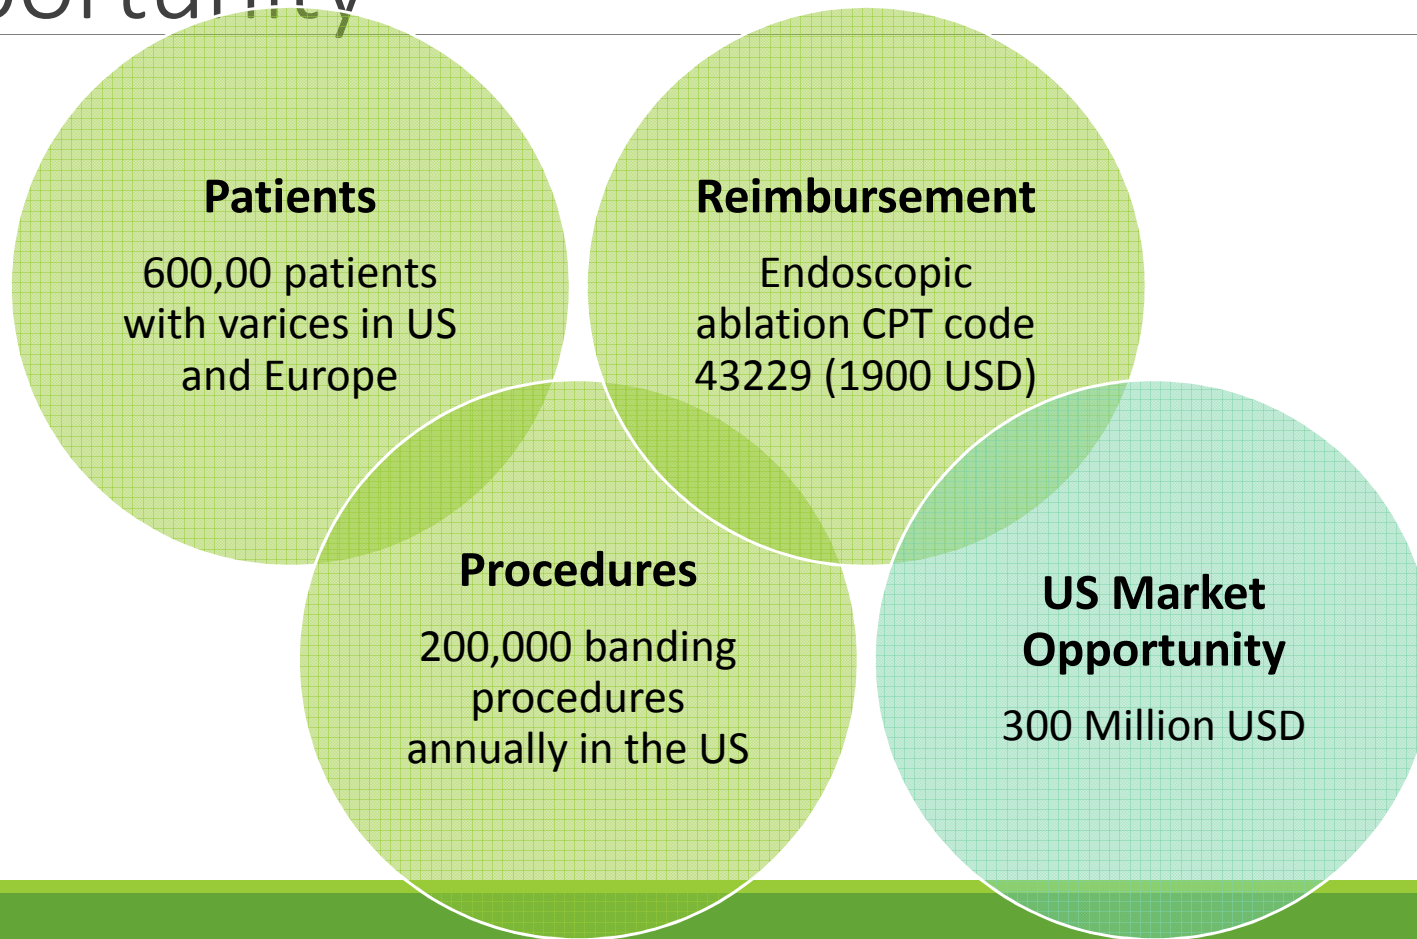 Patients
600,00 patients
with varices in US
and Europe
Reimbursement
Endoscopic
ablation CPT code
43229 (1900 USD)
Procedures
200,000 banding
procedures
annually in the US
US Market
Opportunity
300 Million USD